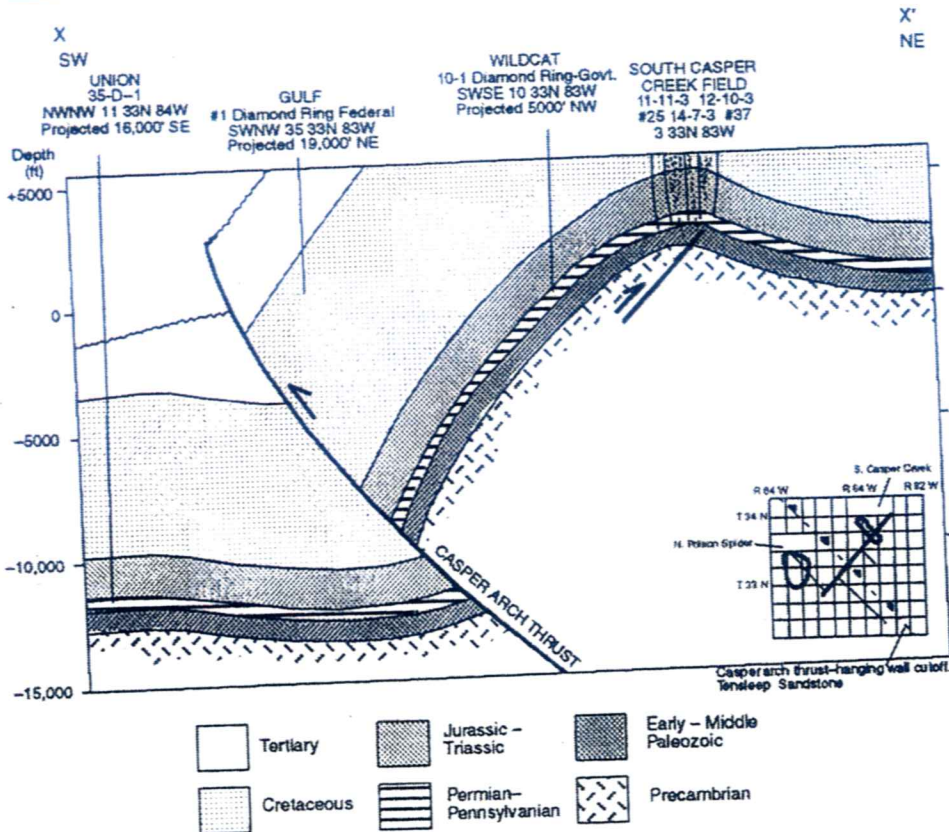 X
SW
X'
NE
UNION
35-D-1
NWNW 11 33N 84W
Projected 16,000' SE
GULF
#1 Diamond Ring Federal
SWNW 35 33N 83W
Projected 19,000' NE
WILDCAT
10-1 Diamond Ring-Govt.
SWSE 10 33N 83W
Projected 5000' NW
SOUTH CASPER
CREEK FIELD
11-11-3 12-10-3
#25 14-7-3 #37
3 33N 83W
Depth
(ft)
+5000
0
-5000
-10,000
-15,000
CASPER ARCH THRUST
S. Casper Creek
R 84 W R 64 W R 82 W
T 34 N
N. Poison Spider
T 33 N
Casper arch thrust-hanging wall cutoff.
Tensleep Sandstone
Tertiary
Jurassic -
Triassic
Early - Middle
Paleozoic
Cretaceous
Permian-
Pennsylvanian
Precambrian